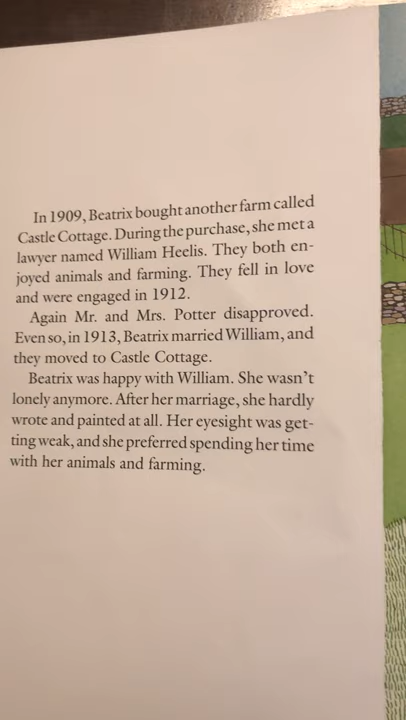 In 1909, Beatrix bought another farm called
Castle Cottage. During the purchase, she met a
lawyer named William Heelis. They both en-
joyed animals and farming. They fell in love
and were engaged in 1912.
Again Mr. and Mrs. Potter disapproved.
Even so, in 1913, Beatrix married William, and
they moved to Castle Cottage.
Beatrix was happy with William. She wasn't
lonely anymore. After her marriage, she hardly
wrote and painted at all. Her eyesight was get-
ting weak, and she preferred spending her time
with her animals and farming.